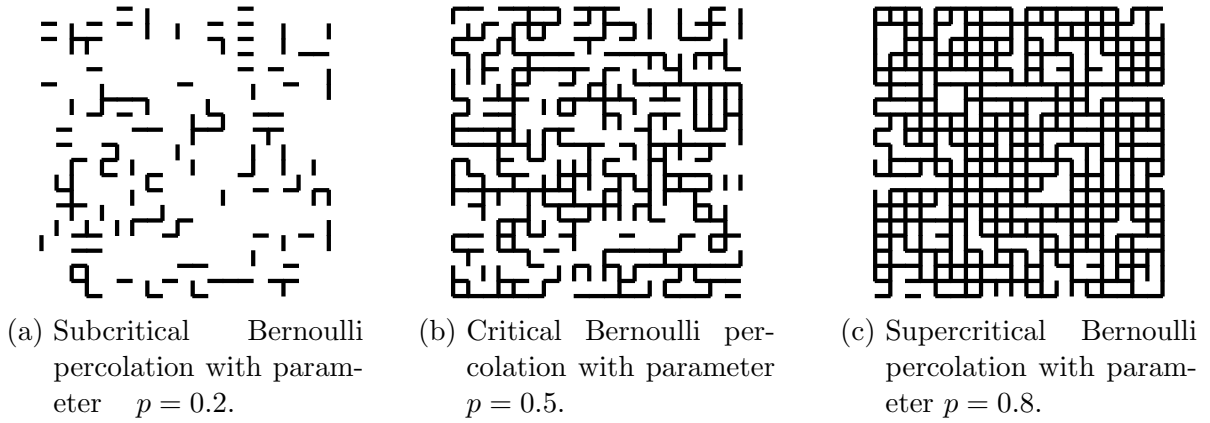 (a) Subcritical Bernoulli
percolation with param-
eter p = 0.2.
(b) Critical Bernoulli per-
colation with parameter
p = 0.5.
(c) Supercritical Bernoulli
percolation with param-
eter p = 0.8.